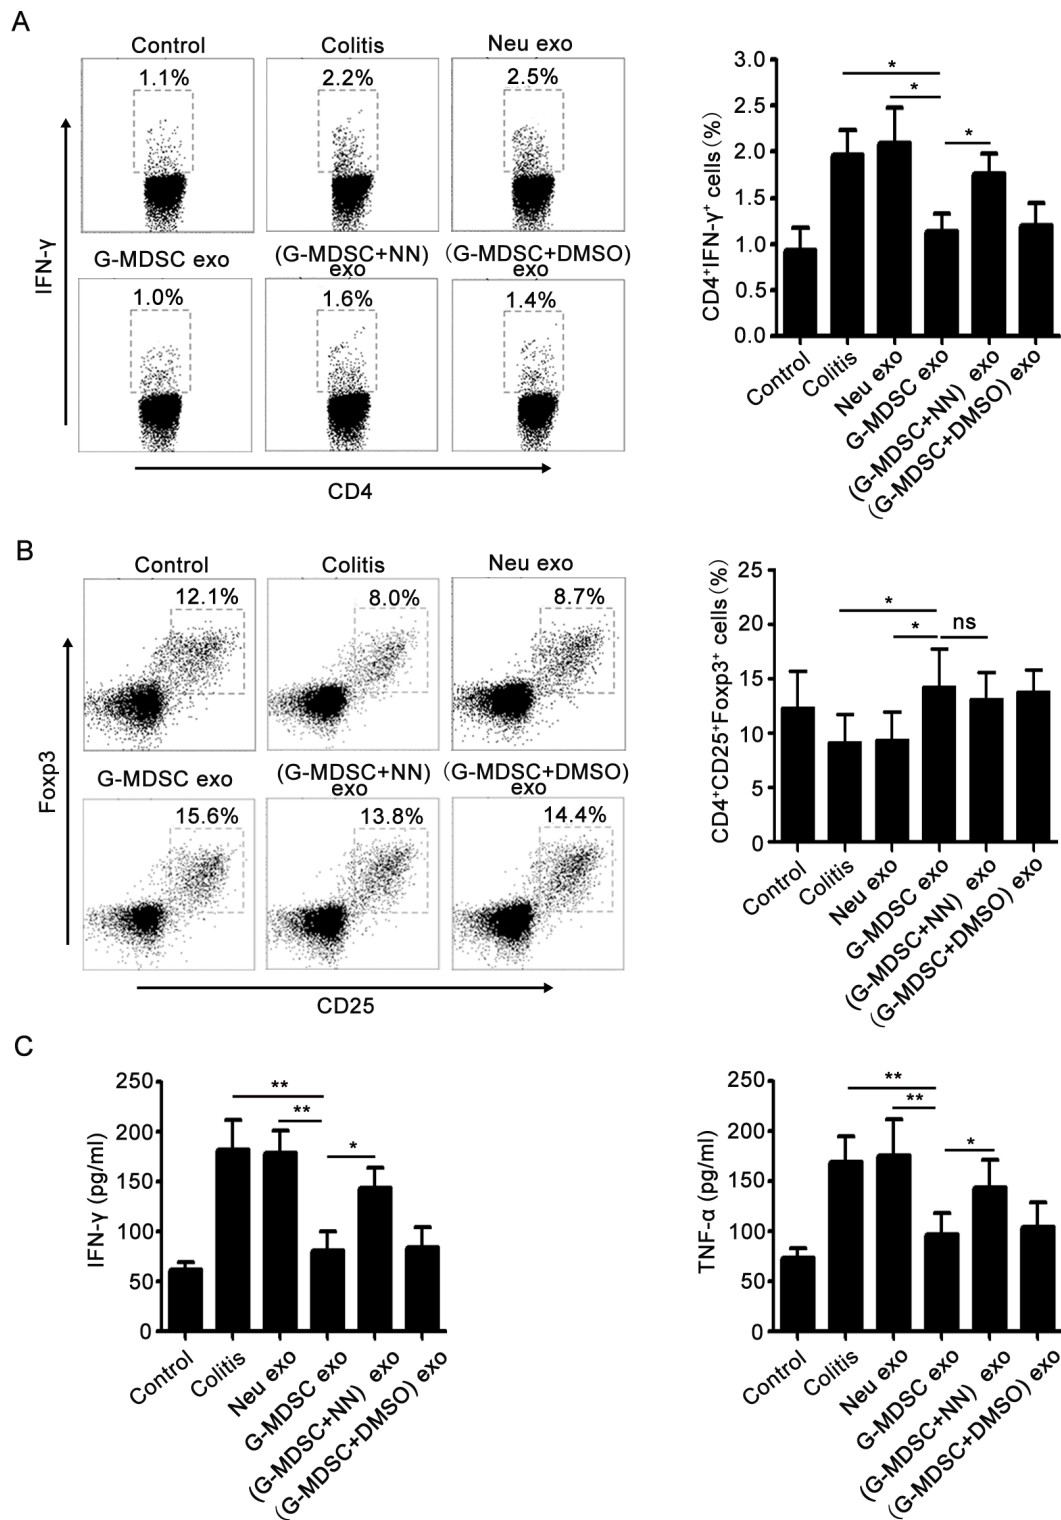 A
Control
Colitis
Neu exo
1.1%
2.2%
2.5%
G-MDSC exo
(G-MDSC+NN)
exo
(G-MDSC+DMSO)
exo
1.0%
1.6%
1.4%
IFN-γ
CD4
CD4⁺IFN-γ⁺ cells (%)
3.0
2.5
2.0
1.5
1.0
0.5
0.0
*
*
*
Control
Colitis
Neu exo
G-MDSC exo
(G-MDSC+NN) exo
(G-MDSC+DMSO) exo
B
Control
Colitis
Neu exo
12.1%
8.0%
8.7%
G-MDSC exo
(G-MDSC+NN)
exo
(G-MDSC+DMSO)
exo
15.6%
13.8%
14.4%
Foxp3
CD25
CD4⁺CD25⁺Foxp3⁺ cells (%)
25
20
15
10
5
0
*
*
ns
Control
Colitis
Neu exo
G-MDSC exo
(G-MDSC+NN) exo
(G-MDSC+DMSO) exo
C
IFN-γ (pg/ml)
250
200
150
100
50
0
**
**
*
Control
Colitis
Neu exo
G-MDSC exo
(G-MDSC+NN) exo
(G-MDSC+DMSO) exo
TNF-α (pg/ml)
250
200
150
100
50
0
**
**
*
Control
Colitis
Neu exo
G-MDSC exo
(G-MDSC+NN) exo
(G-MDSC+DMSO) exo